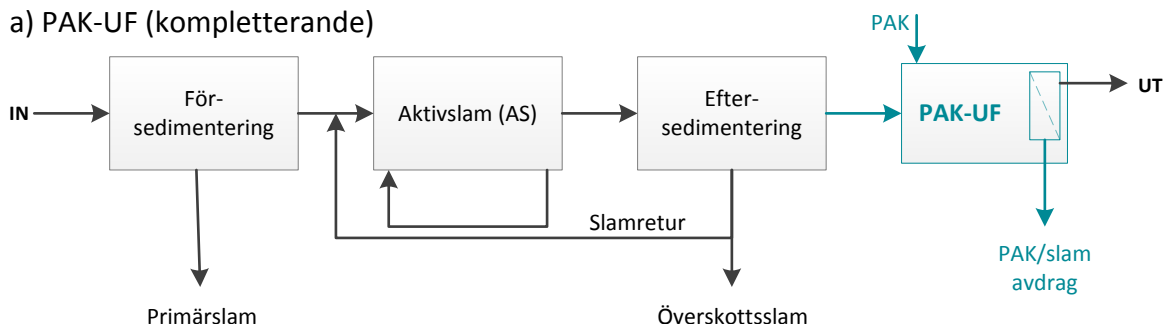 a) PAK-UF (kompletterande)
PAK
IN
För-
sedimentering
Aktivslam (AS)
Efter-
sedimentering
PAK-UF
UT
Slamretur
PAK/slam
avdrag
Primärslam
Överskottsslam